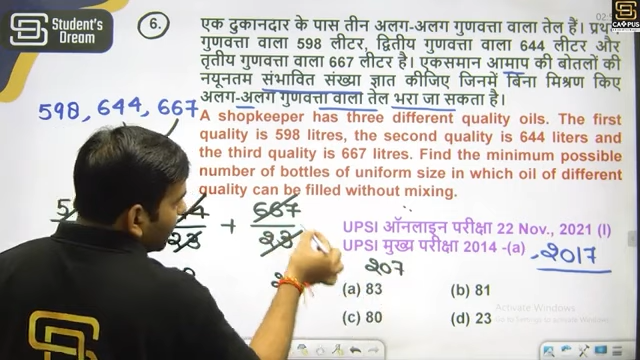 Student's
Dream
SD
CAMPUS
6.
एक दुकानदार के पास तीन अलग-अलग गुणवत्ता वाला तेल हैं। प्रथम
गुणवत्ता वाला 598 लीटर, द्वितीय गुणवत्ता वाला 644 लीटर और
तृतीय गुणवत्ता वाला 667 लीटर है। एकसमान आमाप की बोतलों की
न्यूनतम संभावित संख्या ज्ञात कीजिए जिनमें बिना मिश्रण किए
अलग-अलग गुणवत्ता वाला तेल भरा जा सकता है।
598, 644, 667
A shopkeeper has three different quality oils. The first
quality is 598 litres, the second quality is 644 liters and
the third quality is 667 litres. Find the minimum possible
number of bottles of uniform size in which oil of different
quality can be filled without mixing.
+ 667
23 23
UPSI ऑनलाइन परीक्षा 22 Nov., 2021 (I)
UPSI मुख्य परीक्षा 2014 -(a) -2017
207
(a) 83 (b) 81
(c) 80 (d) 23
Activate Windows